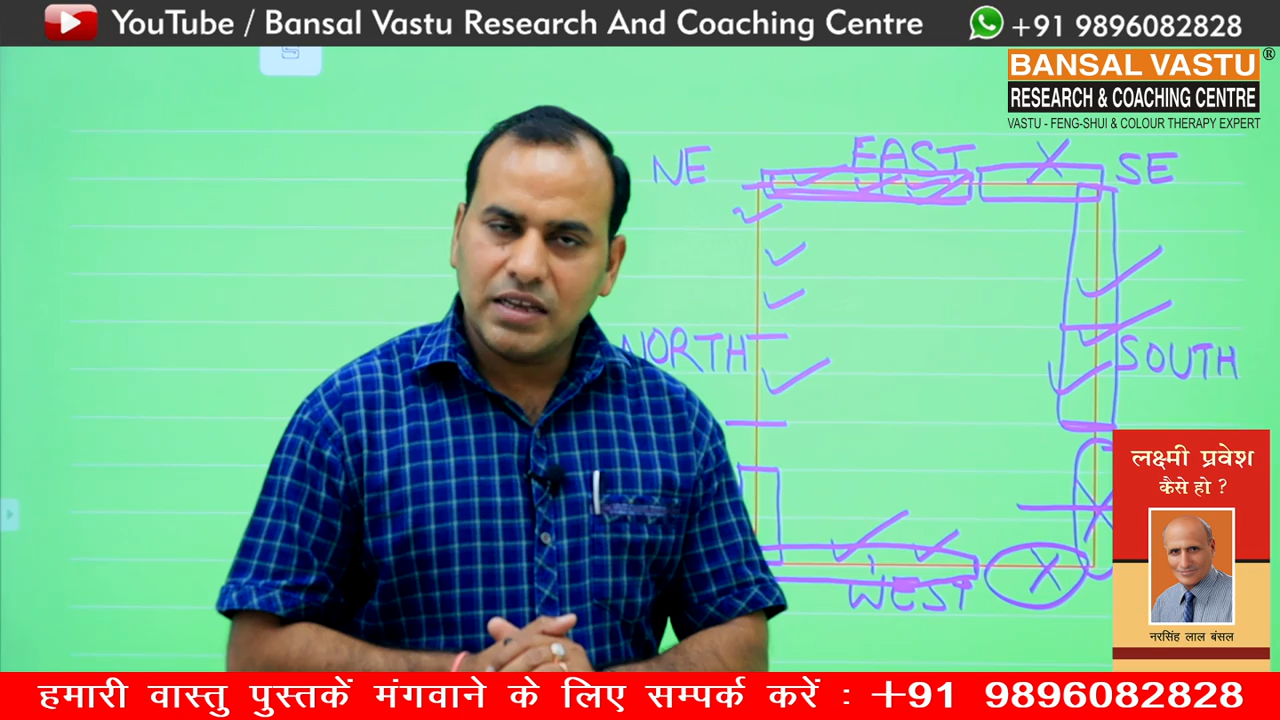 YouTube / Bansal Vastu Research And Coaching Centre
+91 9896082828
BANSAL VASTU®
RESEARCH & COACHING CENTRE
VASTU - FENG-SHUI & COLOUR THERAPY EXPERT
NE
EAST
SE
NORTH
SOUTH
WEST
लक्ष्मी प्रवेश
कैसे हो ?
नरसिंह लाल बंसल
हमारी वास्तु पुस्तकें मंगवाने के लिए सम्पर्क करें : +91 9896082828